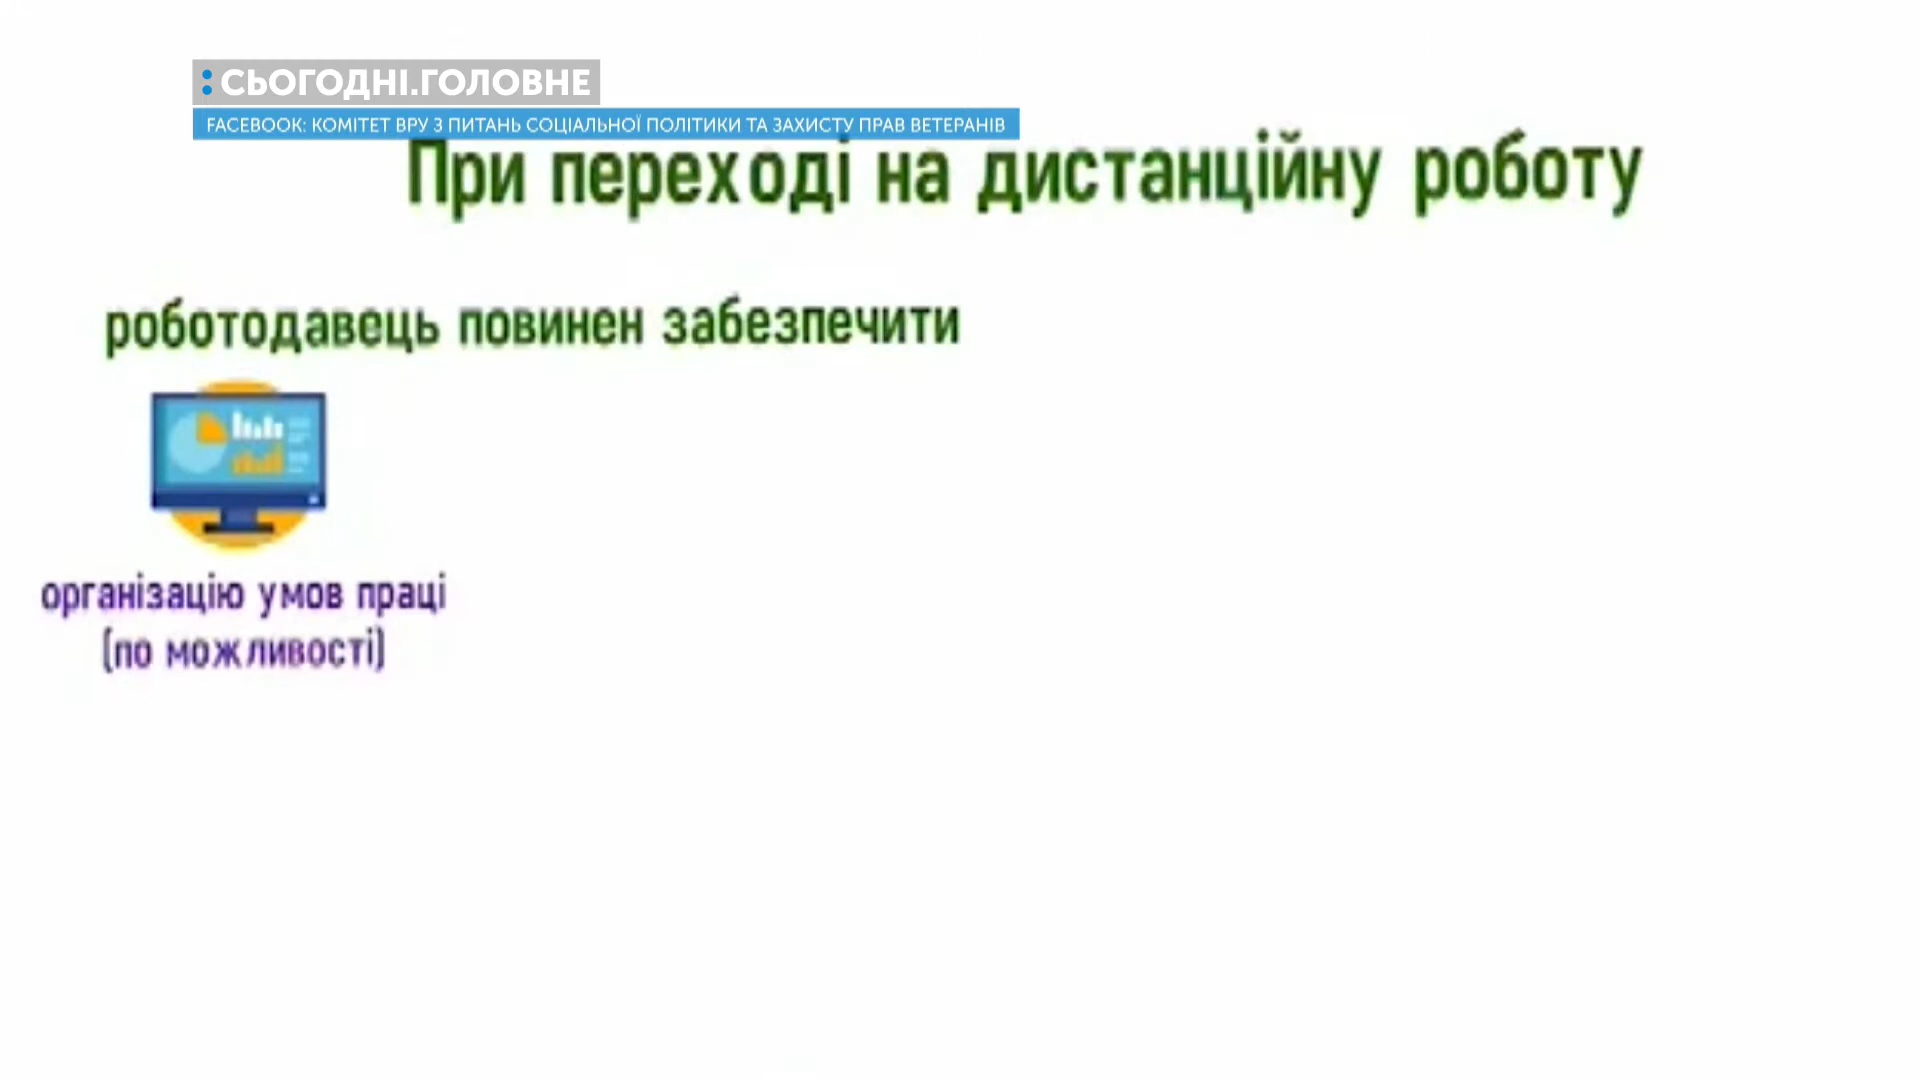 :СЬОГОДНІ.ГОЛОВНЕ
FACEBOOK: КОМІТЕТ ВРУ З ПИТАНЬ СОЦІАЛЬНОЇ ПОЛІТИКИ ТА ЗАХИСТУ ПРАВ ВЕТЕРАНІВ
При переході на дистанційну роботу
роботодавець повинен забезпечити
організацію умов праці
(по можливості)